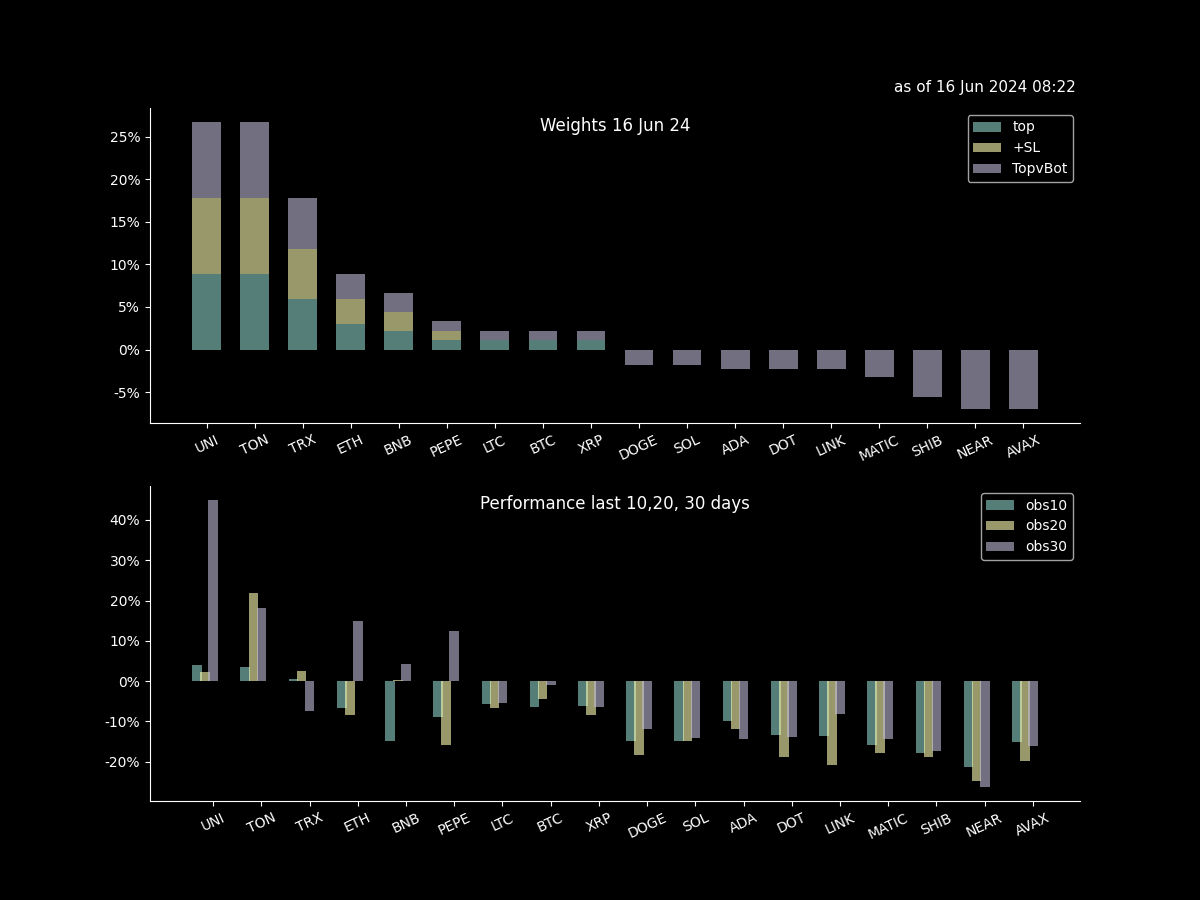 as of 16 Jun 2024 08:22
Weights 16 Jun 24
top
+SL
TopvBot
25%
20%
15%
10%
5%
0%
-5%
UNI TON TRX ETH BNB PEPE LTC BTC XRP DOGE SOL ADA DOT LINK MATIC SHIB NEAR AVAX
Performance last 10,20, 30 days
obs10
obs20
obs30
40%
30%
20%
10%
0%
-10%
-20%
UNI TON TRX ETH BNB PEPE LTC BTC XRP DOGE SOL ADA DOT LINK MATIC SHIB NEAR AVAX